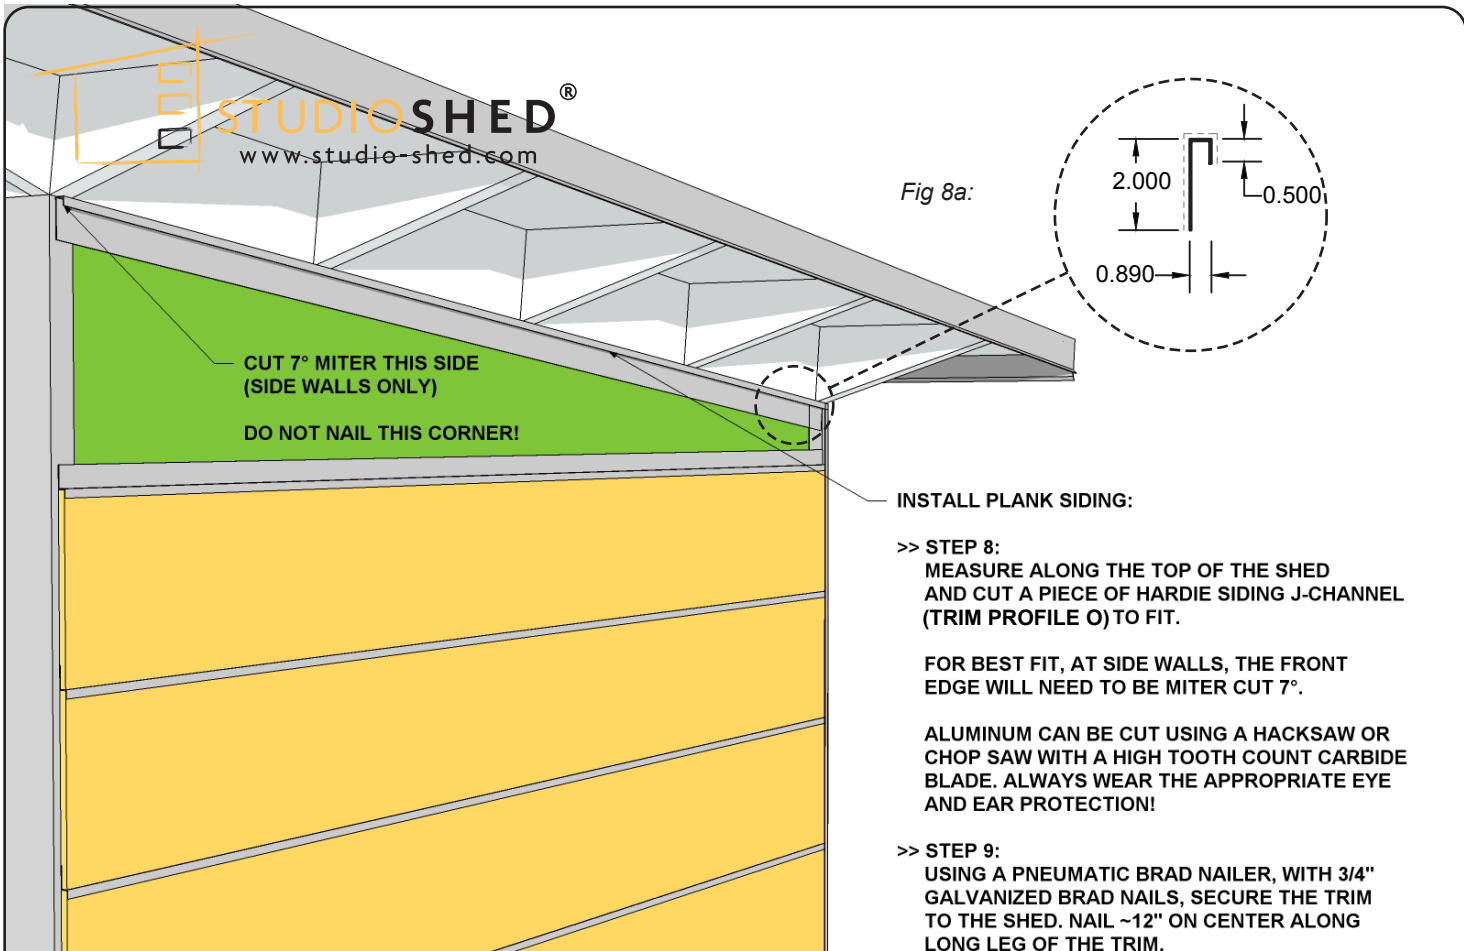 STUDIOSHED®
www.studio-shed.com
Fig 8a:
2.000
0.500
0.890
CUT 7° MITER THIS SIDE
(SIDE WALLS ONLY)
DO NOT NAIL THIS CORNER!
INSTALL PLANK SIDING:
>> STEP 8:
MEASURE ALONG THE TOP OF THE SHED
AND CUT A PIECE OF HARDIE SIDING J-CHANNEL
(TRIM PROFILE O) TO FIT.
FOR BEST FIT, AT SIDE WALLS, THE FRONT
EDGE WILL NEED TO BE MITER CUT 7°.
ALUMINUM CAN BE CUT USING A HACKSAW OR
CHOP SAW WITH A HIGH TOOTH COUNT CARBIDE
BLADE. ALWAYS WEAR THE APPROPRIATE EYE
AND EAR PROTECTION!
>> STEP 9:
USING A PNEUMATIC BRAD NAILER, WITH 3/4"
GALVANIZED BRAD NAILS, SECURE THE TRIM
TO THE SHED. NAIL ~12" ON CENTER ALONG
LONG LEG OF THE TRIM.